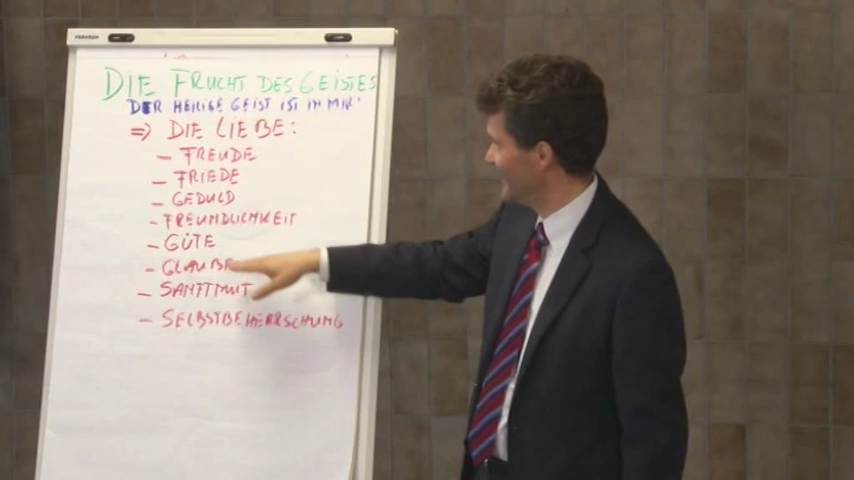 DIE FRUCHT DES GEISTES
DER HEILIGE GEIST IST IN MIR:
=> DIE LIEBE:
- FREUDE
- FRIEDE
- GEDULD
- FREUNDLICHKEIT
- GÜTE
- GLAUBE
- SANFTMUT
- SELBSTBEHERRSCHUNG